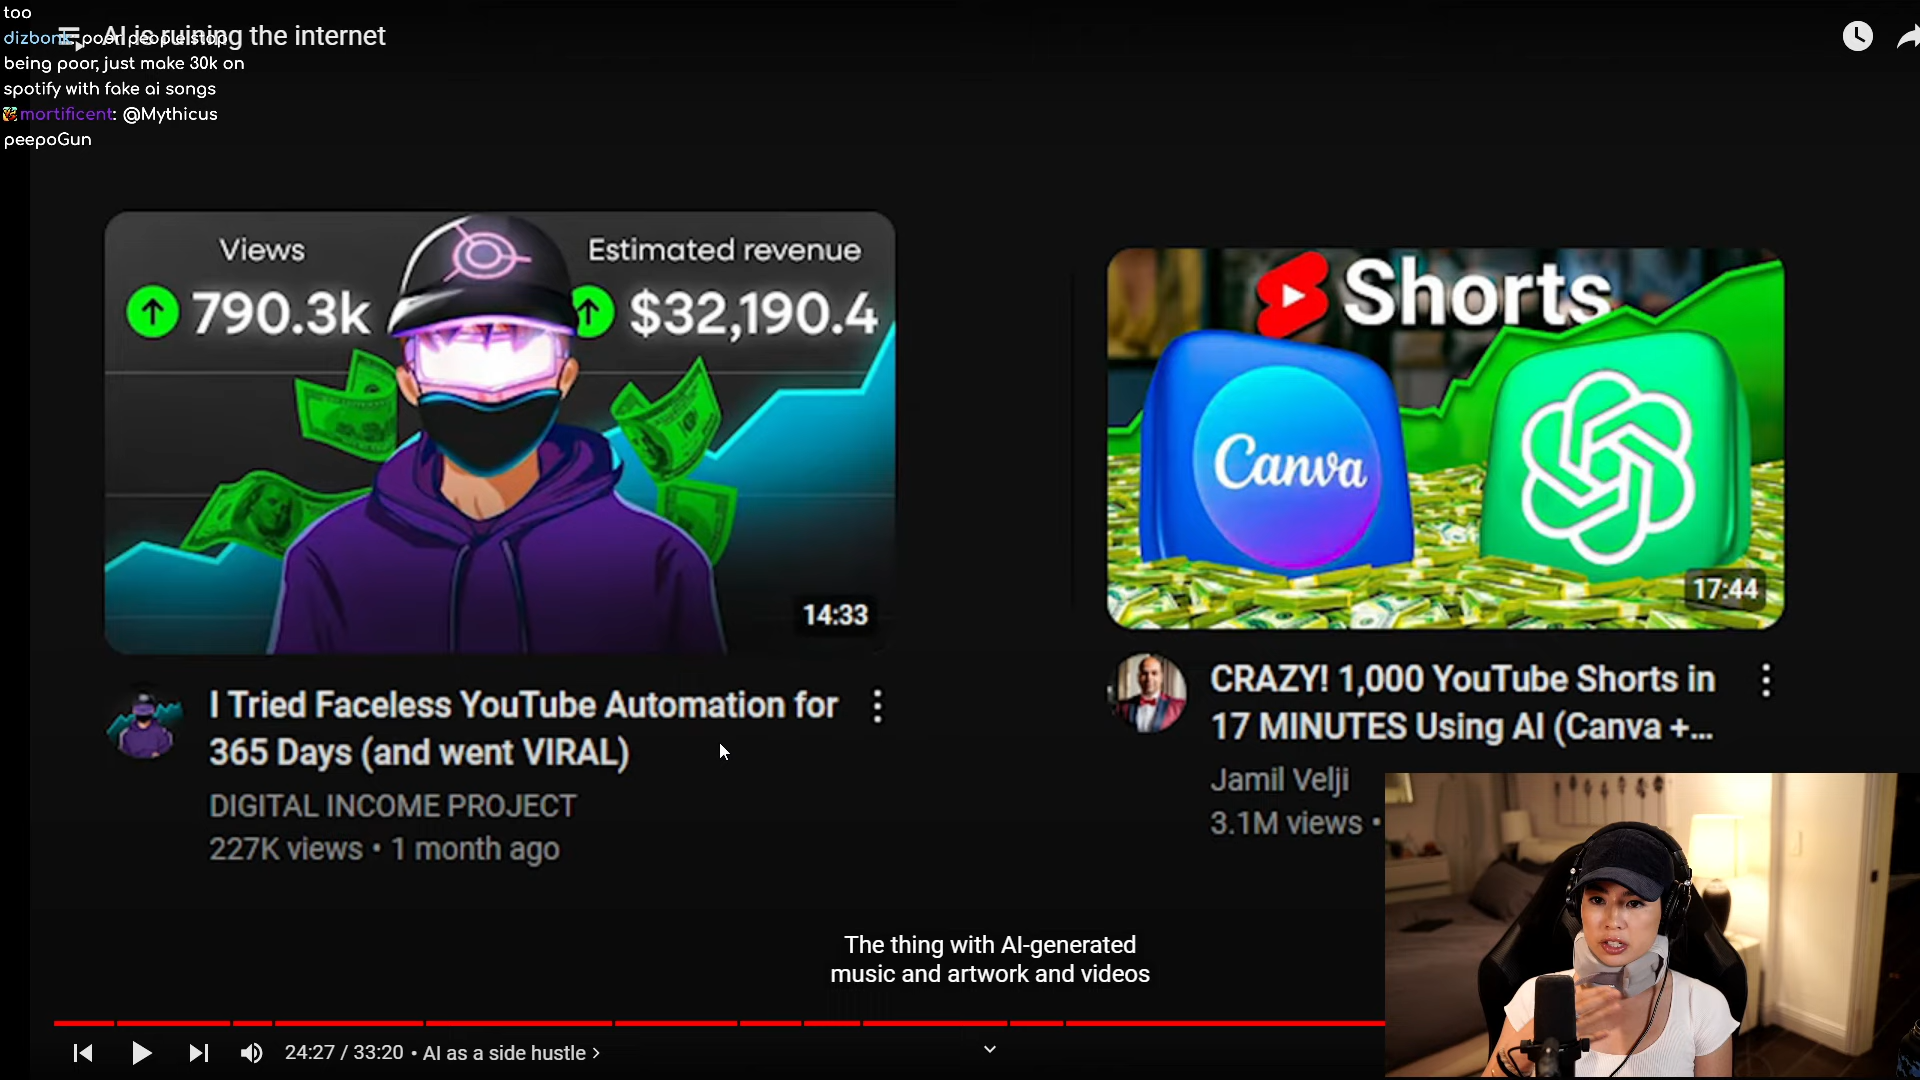 too
dizbonk: poor people stop
being poor, just make 30k on
spotify with fake ai songs
mortificent: @Mythicus
peepoGun
AI is ruining the internet
Views
790.3k
Estimated revenue
$32,190.4
14:33
I Tried Faceless YouTube Automation for
365 Days (and went VIRAL)
DIGITAL INCOME PROJECT
227K views • 1 month ago
Shorts
Canva
17:44
CRAZY! 1,000 YouTube Shorts in
17 MINUTES Using AI (Canva +...
Jamil Velji
3.1M views •
The thing with AI-generated
music and artwork and videos
24:27 / 33:20 • AI as a side hustle >